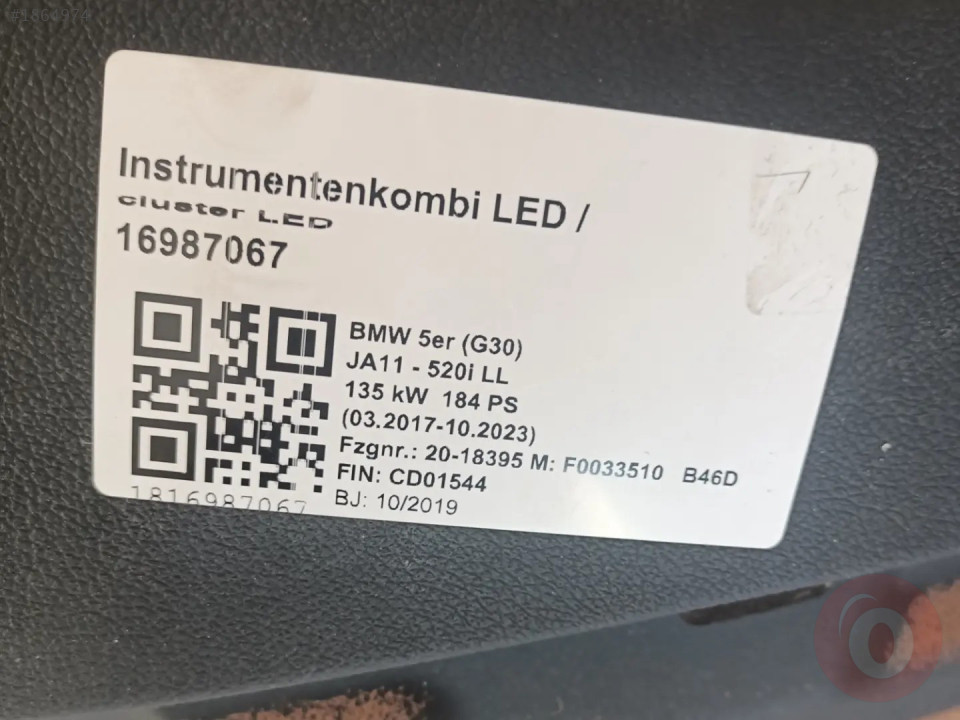 #1864974
Instrumentenkombi LED /
cluster LED
16987067
BMW 5er (G30)
JA11 - 520i LL
135 kW 184 PS
(03.2017-10.2023)
Fzgnr.: 20-18395 M: F0033510 B46D
FIN: CD01544
BJ: 10/2019
1816987067